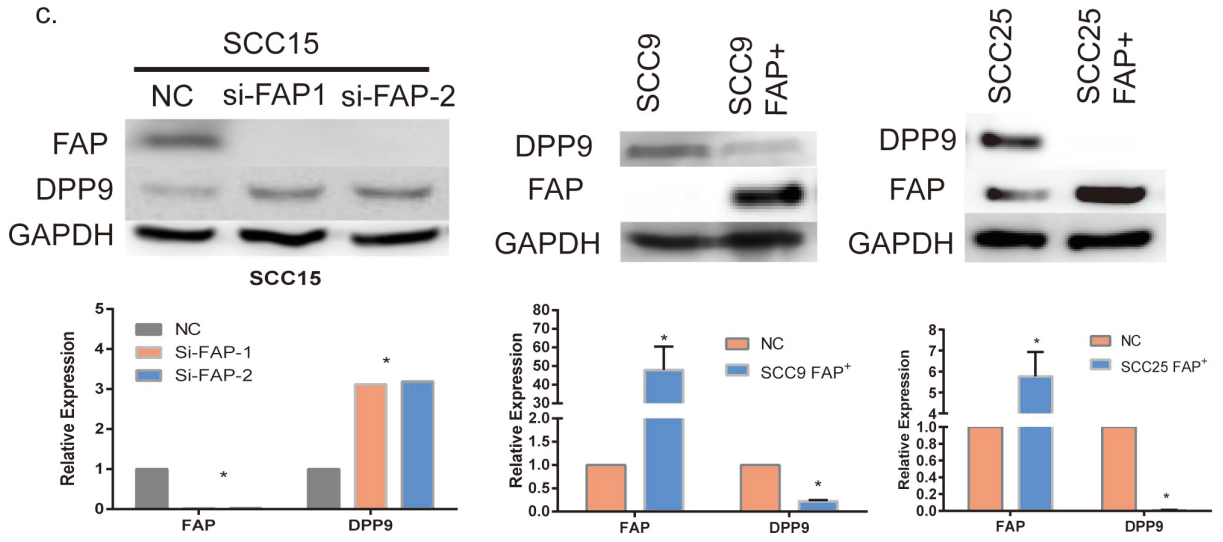 c.
SCC15
NC si-FAP1 si-FAP-2
FAP
DPP9
GAPDH
SCC9
SCC9 FAP+
DPP9
FAP
GAPDH
SCC25
SCC25 FAP+
DPP9
FAP
GAPDH
SCC15
Relative Expression
5
4
3
2
1
0
NC
Si-FAP-1
Si-FAP-2
*
*
FAP DPP9
Relative Expression
80
70
60
50
40
30
2.0
1.5
1.0
0.5
0.0
NC
SCC9 FAP+
*
*
FAP DPP9
Relative Expression
8
7
6
5
4
1.0
0.8
0.6
0.4
0.2
0.0
NC
SCC25 FAP+
*
*
FAP DPP9